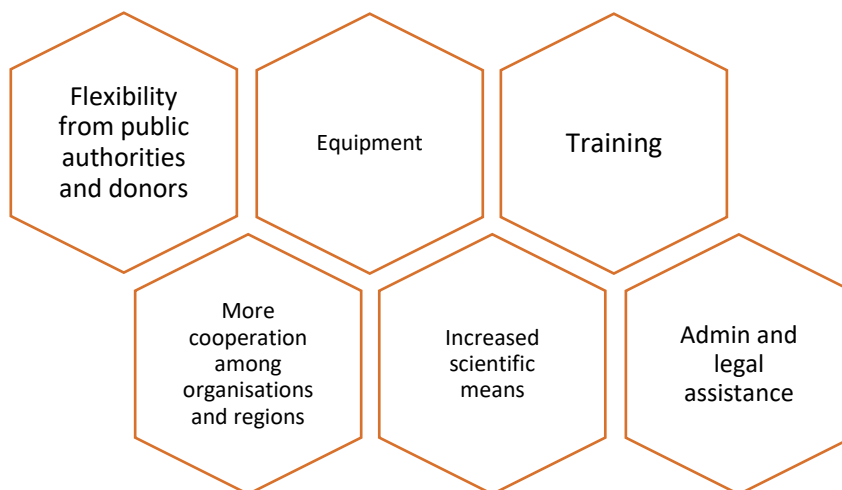 Flexibility
from public
authorities
and donors
Equipment
Training
More
cooperation
among
organisations
and regions
Increased
scientific
means
Admin and
legal
assistance